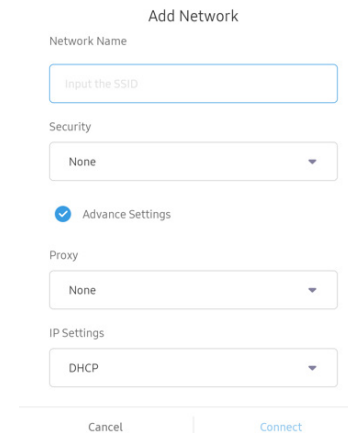 Add Network
Network Name
Input the SSID
Security
None
Advance Settings
Proxy
None
IP Settings
DHCP
Cancel
Connect